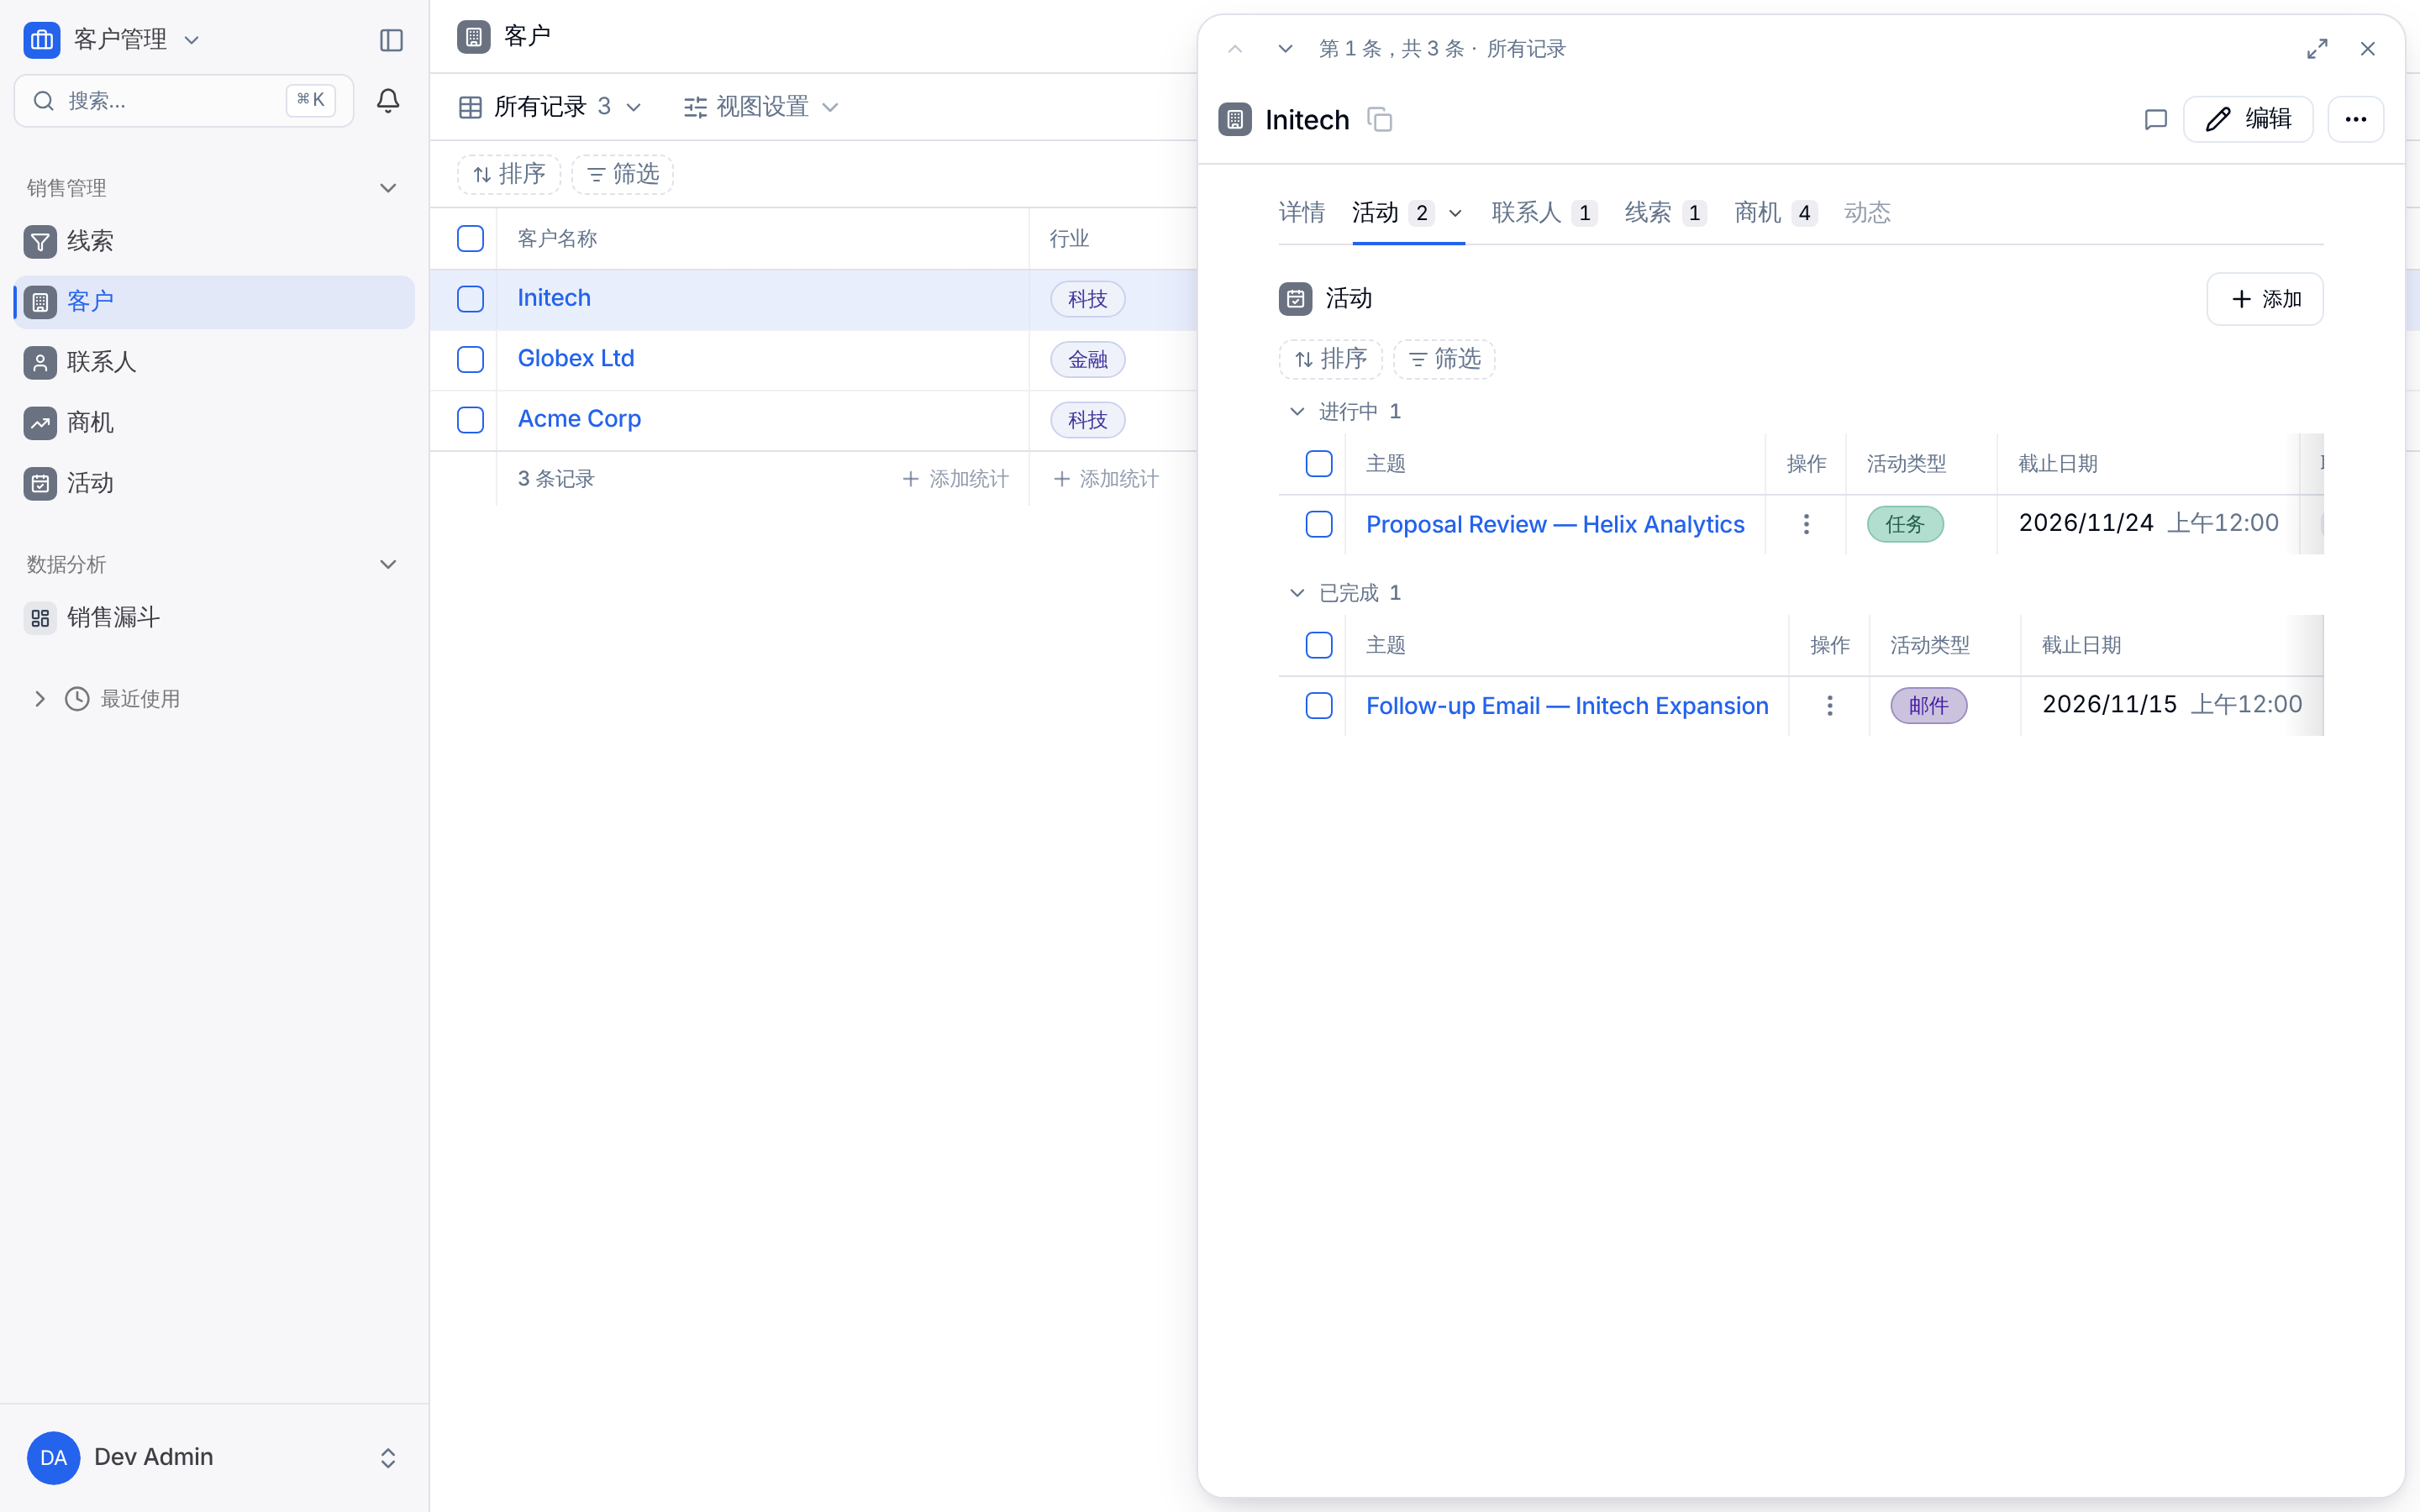 客户管理
搜索... ⌘K
销售管理
线索
客户
联系人
商机
活动
数据分析
销售漏斗
最近使用
DA Dev Admin
客户
所有记录 3 视图设置
排序 筛选
客户名称 行业
Initech 科技
Globex Ltd 金融
Acme Corp 科技
3 条记录 添加统计 添加统计
第 1 条，共 3 条 · 所有记录
Initech 编辑
详情 活动 2 联系人 1 线索 1 商机 4 动态
活动 添加
排序 筛选
进行中 1
主题 操作 活动类型 截止日期
Proposal Review — Helix Analytics 任务 2026/11/24 上午12:00
已完成 1
主题 操作 活动类型 截止日期
Follow-up Email — Initech Expansion 邮件 2026/11/15 上午12:00